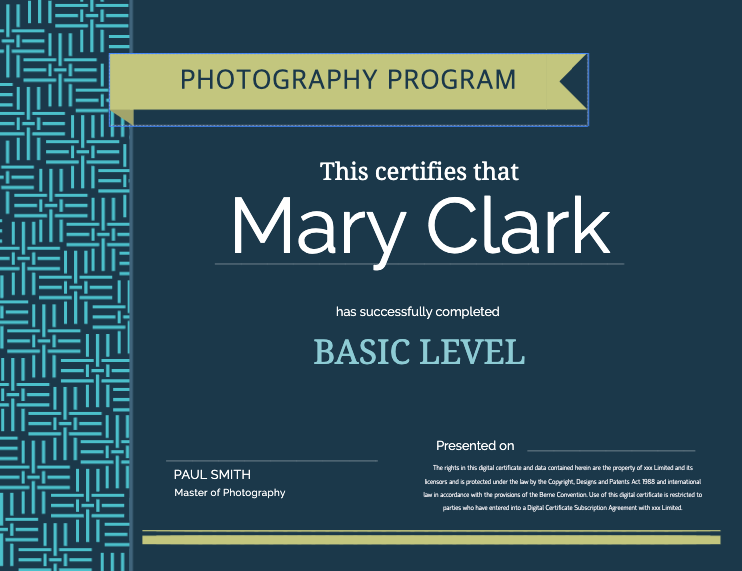 PHOTOGRAPHY PROGRAM
This certifies that
Mary Clark
has successfully completed
BASIC LEVEL
PAUL SMITH
Master of Photography
Presented on
The rights in this digital certificate and data contained herein are the property of xxx Limited and its
licensors and is protected under the law by the Copyright, Designs and Patents Act 1988 and international
law in accordance with the provisions of the Berne Convention. Use of this digital certificate is restricted to
parties who have entered into a Digital Certificate Subscription Agreement with xxx Limited.